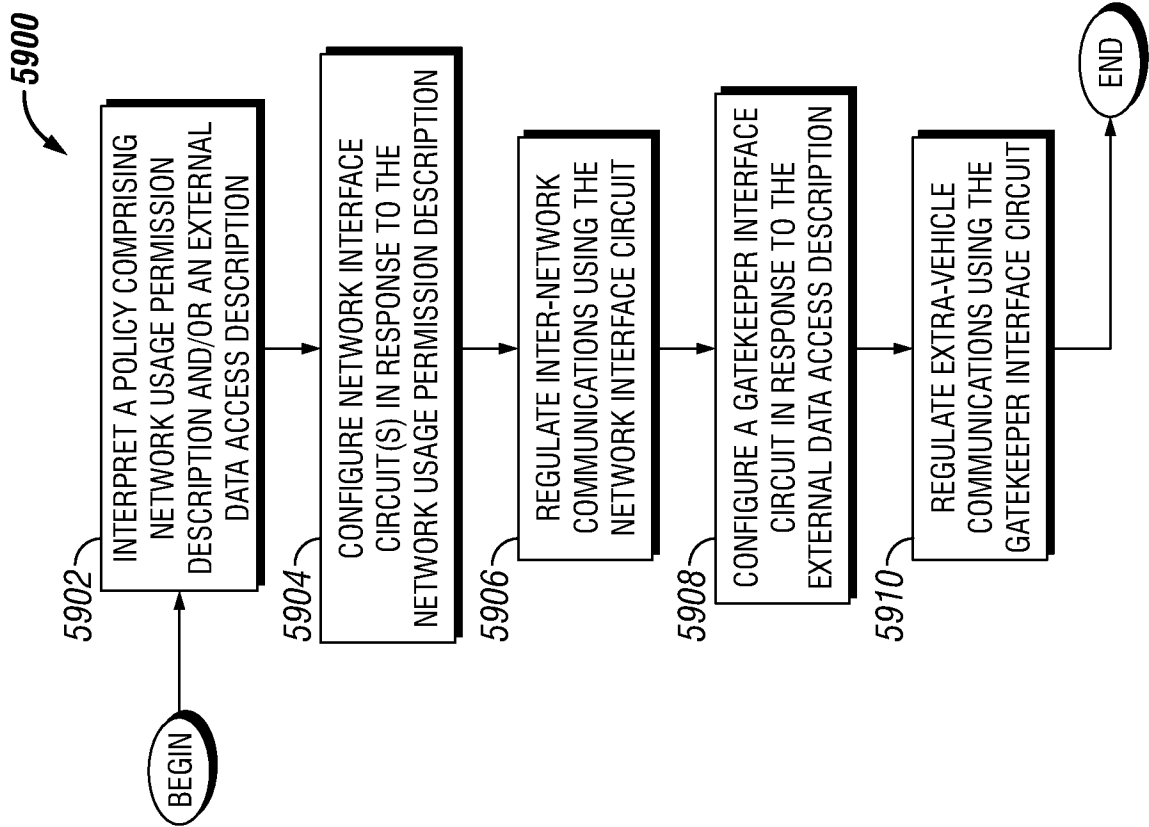 5900
BEGIN
5902
INTERPRET A POLICY COMPRISING
NETWORK USAGE PERMISSION
DESCRIPTION AND/OR AN EXTERNAL
DATA ACCESS DESCRIPTION
5904
CONFIGURE NETWORK INTERFACE
CIRCUIT(S) IN RESPONSE TO THE
NETWORK USAGE PERMISSION DESCRIPTION
5906
REGULATE INTER-NETWORK
COMMUNICATIONS USING THE
NETWORK INTERFACE CIRCUIT
5908
CONFIGURE A GATEKEEPER INTERFACE
CIRCUIT IN RESPONSE TO THE
EXTERNAL DATA ACCESS DESCRIPTION
5910
REGULATE EXTRA-VEHICLE
COMMUNICATIONS USING THE
GATEKEEPER INTERFACE CIRCUIT
END